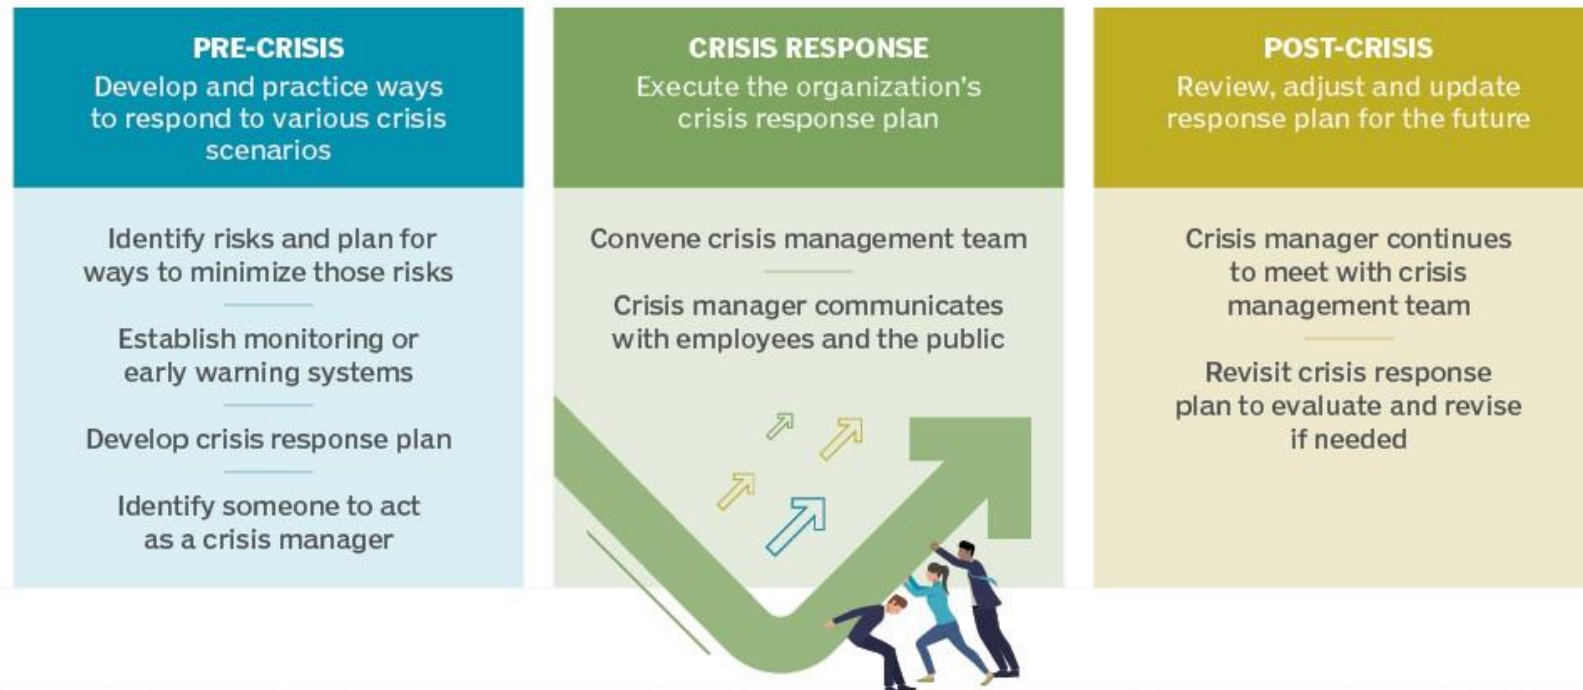 PRE-CRISIS
Develop and practice ways
to respond to various crisis
scenarios
Identify risks and plan for
ways to minimize those risks
Establish monitoring or
early warning systems
Develop crisis response plan
Identify someone to act
as a crisis manager
CRISIS RESPONSE
Execute the organization's
crisis response plan
Convene crisis management team
Crisis manager communicates
with employees and the public
POST-CRISIS
Review, adjust and update
response plan for the future
Crisis manager continues
to meet with crisis
management team
Revisit crisis response
plan to evaluate and revise
if needed